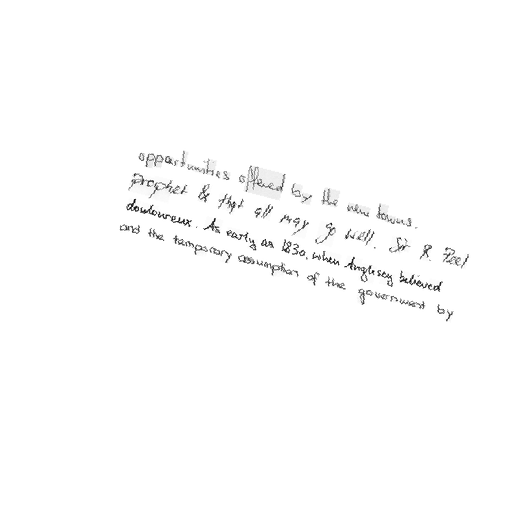 opportunities offered by the new towns.
Prophet & that all may go well. Sir R. Peel
douloureux. As early as 1830, when Anglesey believed
and the temporary assumption of the government by